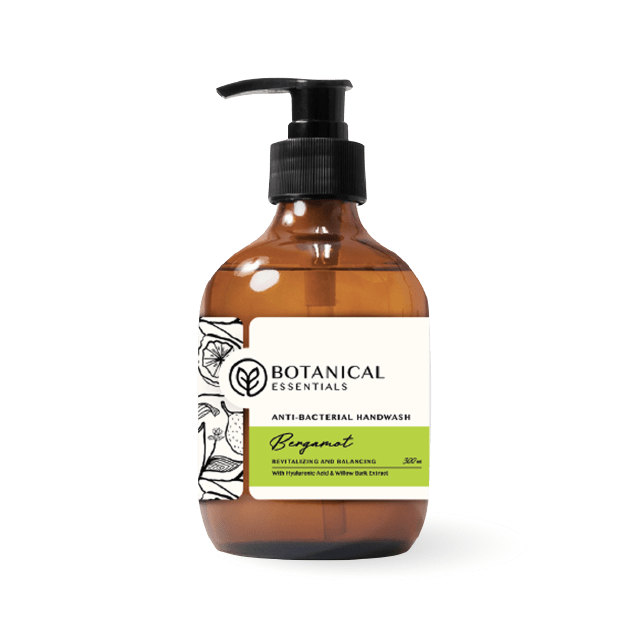 BOTANICAL
ESSENTIALS
ANTI-BACTERIAL HANDWASH
Bergamot
REVITALIZING AND BALANCING
300 ml
With Hyaluronic Acid & Willow Bark Extract